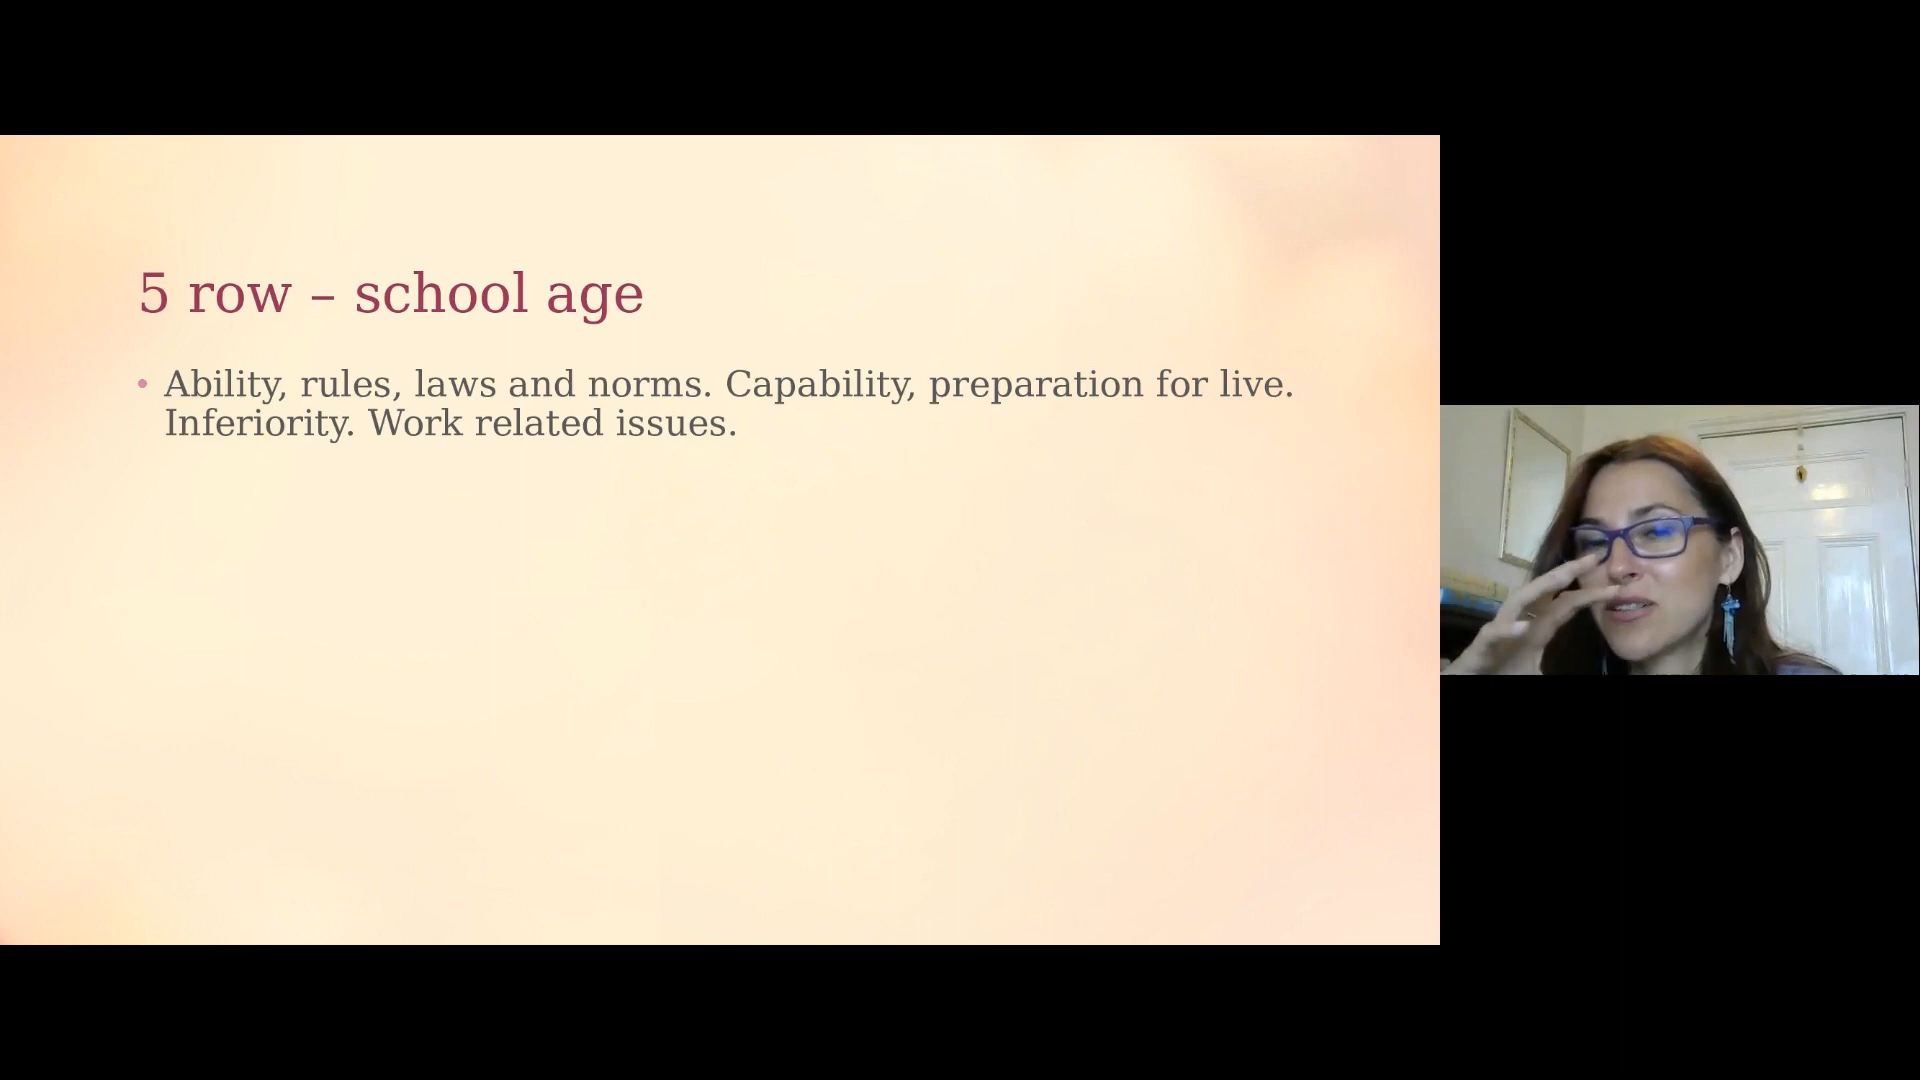 5 row – school age
• Ability, rules, laws and norms. Capability, preparation for live.
Inferiority. Work related issues.